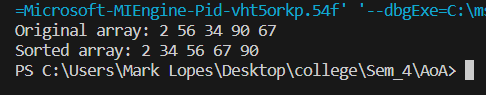 =Microsoft-MIEngine-Pid-vht5orkp.54f' '--dbgExe=C:\ms
Original array: 2 56 34 90 67
Sorted array: 2 34 56 67 90
PS C:\Users\Mark Lopes\Desktop\college\Sem_4\AoA>